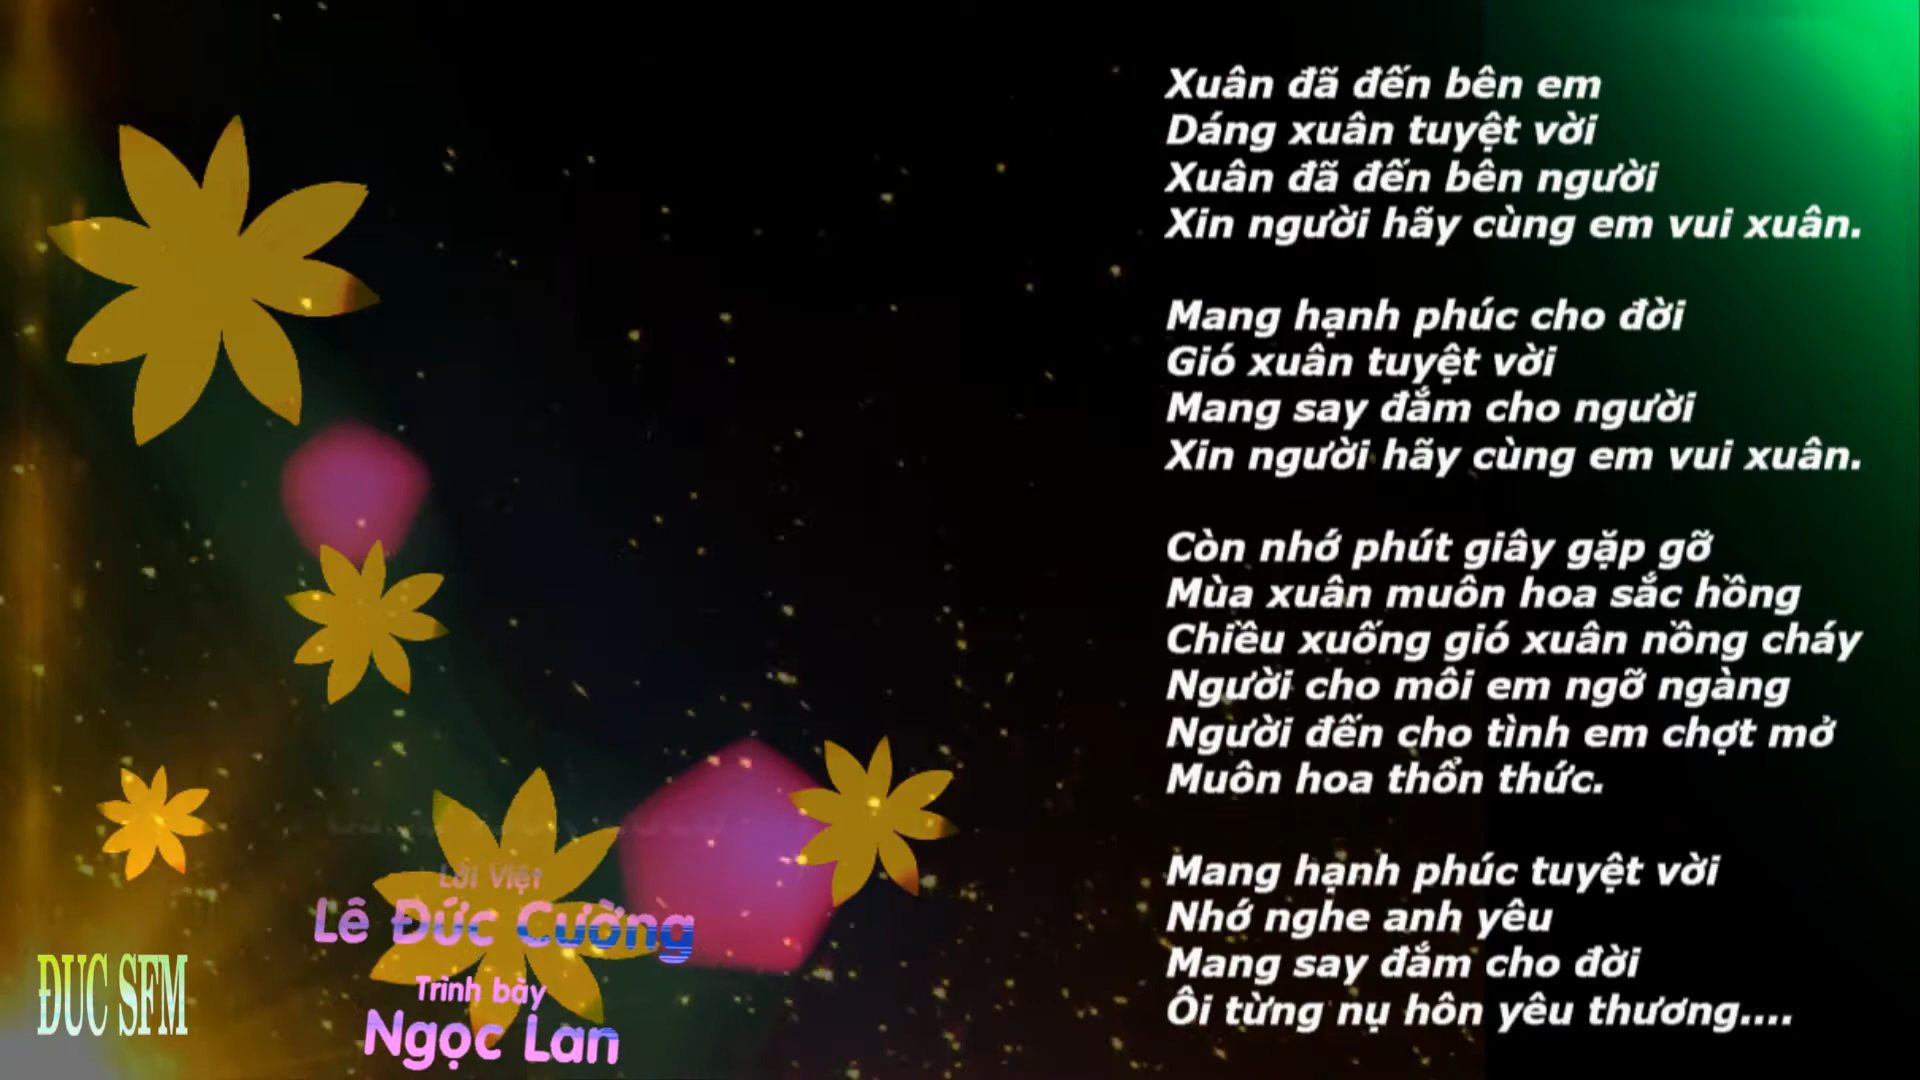 Xuân đã đến bên em
Dáng xuân tuyệt vời
Xuân đã đến bên người
Xin người hãy cùng em vui xuân.
Mang hạnh phúc cho đời
Gió xuân tuyệt vời
Mang say đắm cho người
Xin người hãy cùng em vui xuân.
Còn nhớ phút giây gặp gỡ
Mùa xuân muôn hoa sắc hồng
Chiều xuống gió xuân nồng cháy
Người cho môi em ngỡ ngàng
Người đến cho tình em chợt mở
Muôn hoa thổn thức.
Mang hạnh phúc tuyệt vời
Nhớ nghe anh yêu
Mang say đắm cho đời
Ôi từng nụ hôn yêu thương....
Lời Việt
Lê Đức Cường
Trình bày
Ngọc Lan
ĐUC SFM